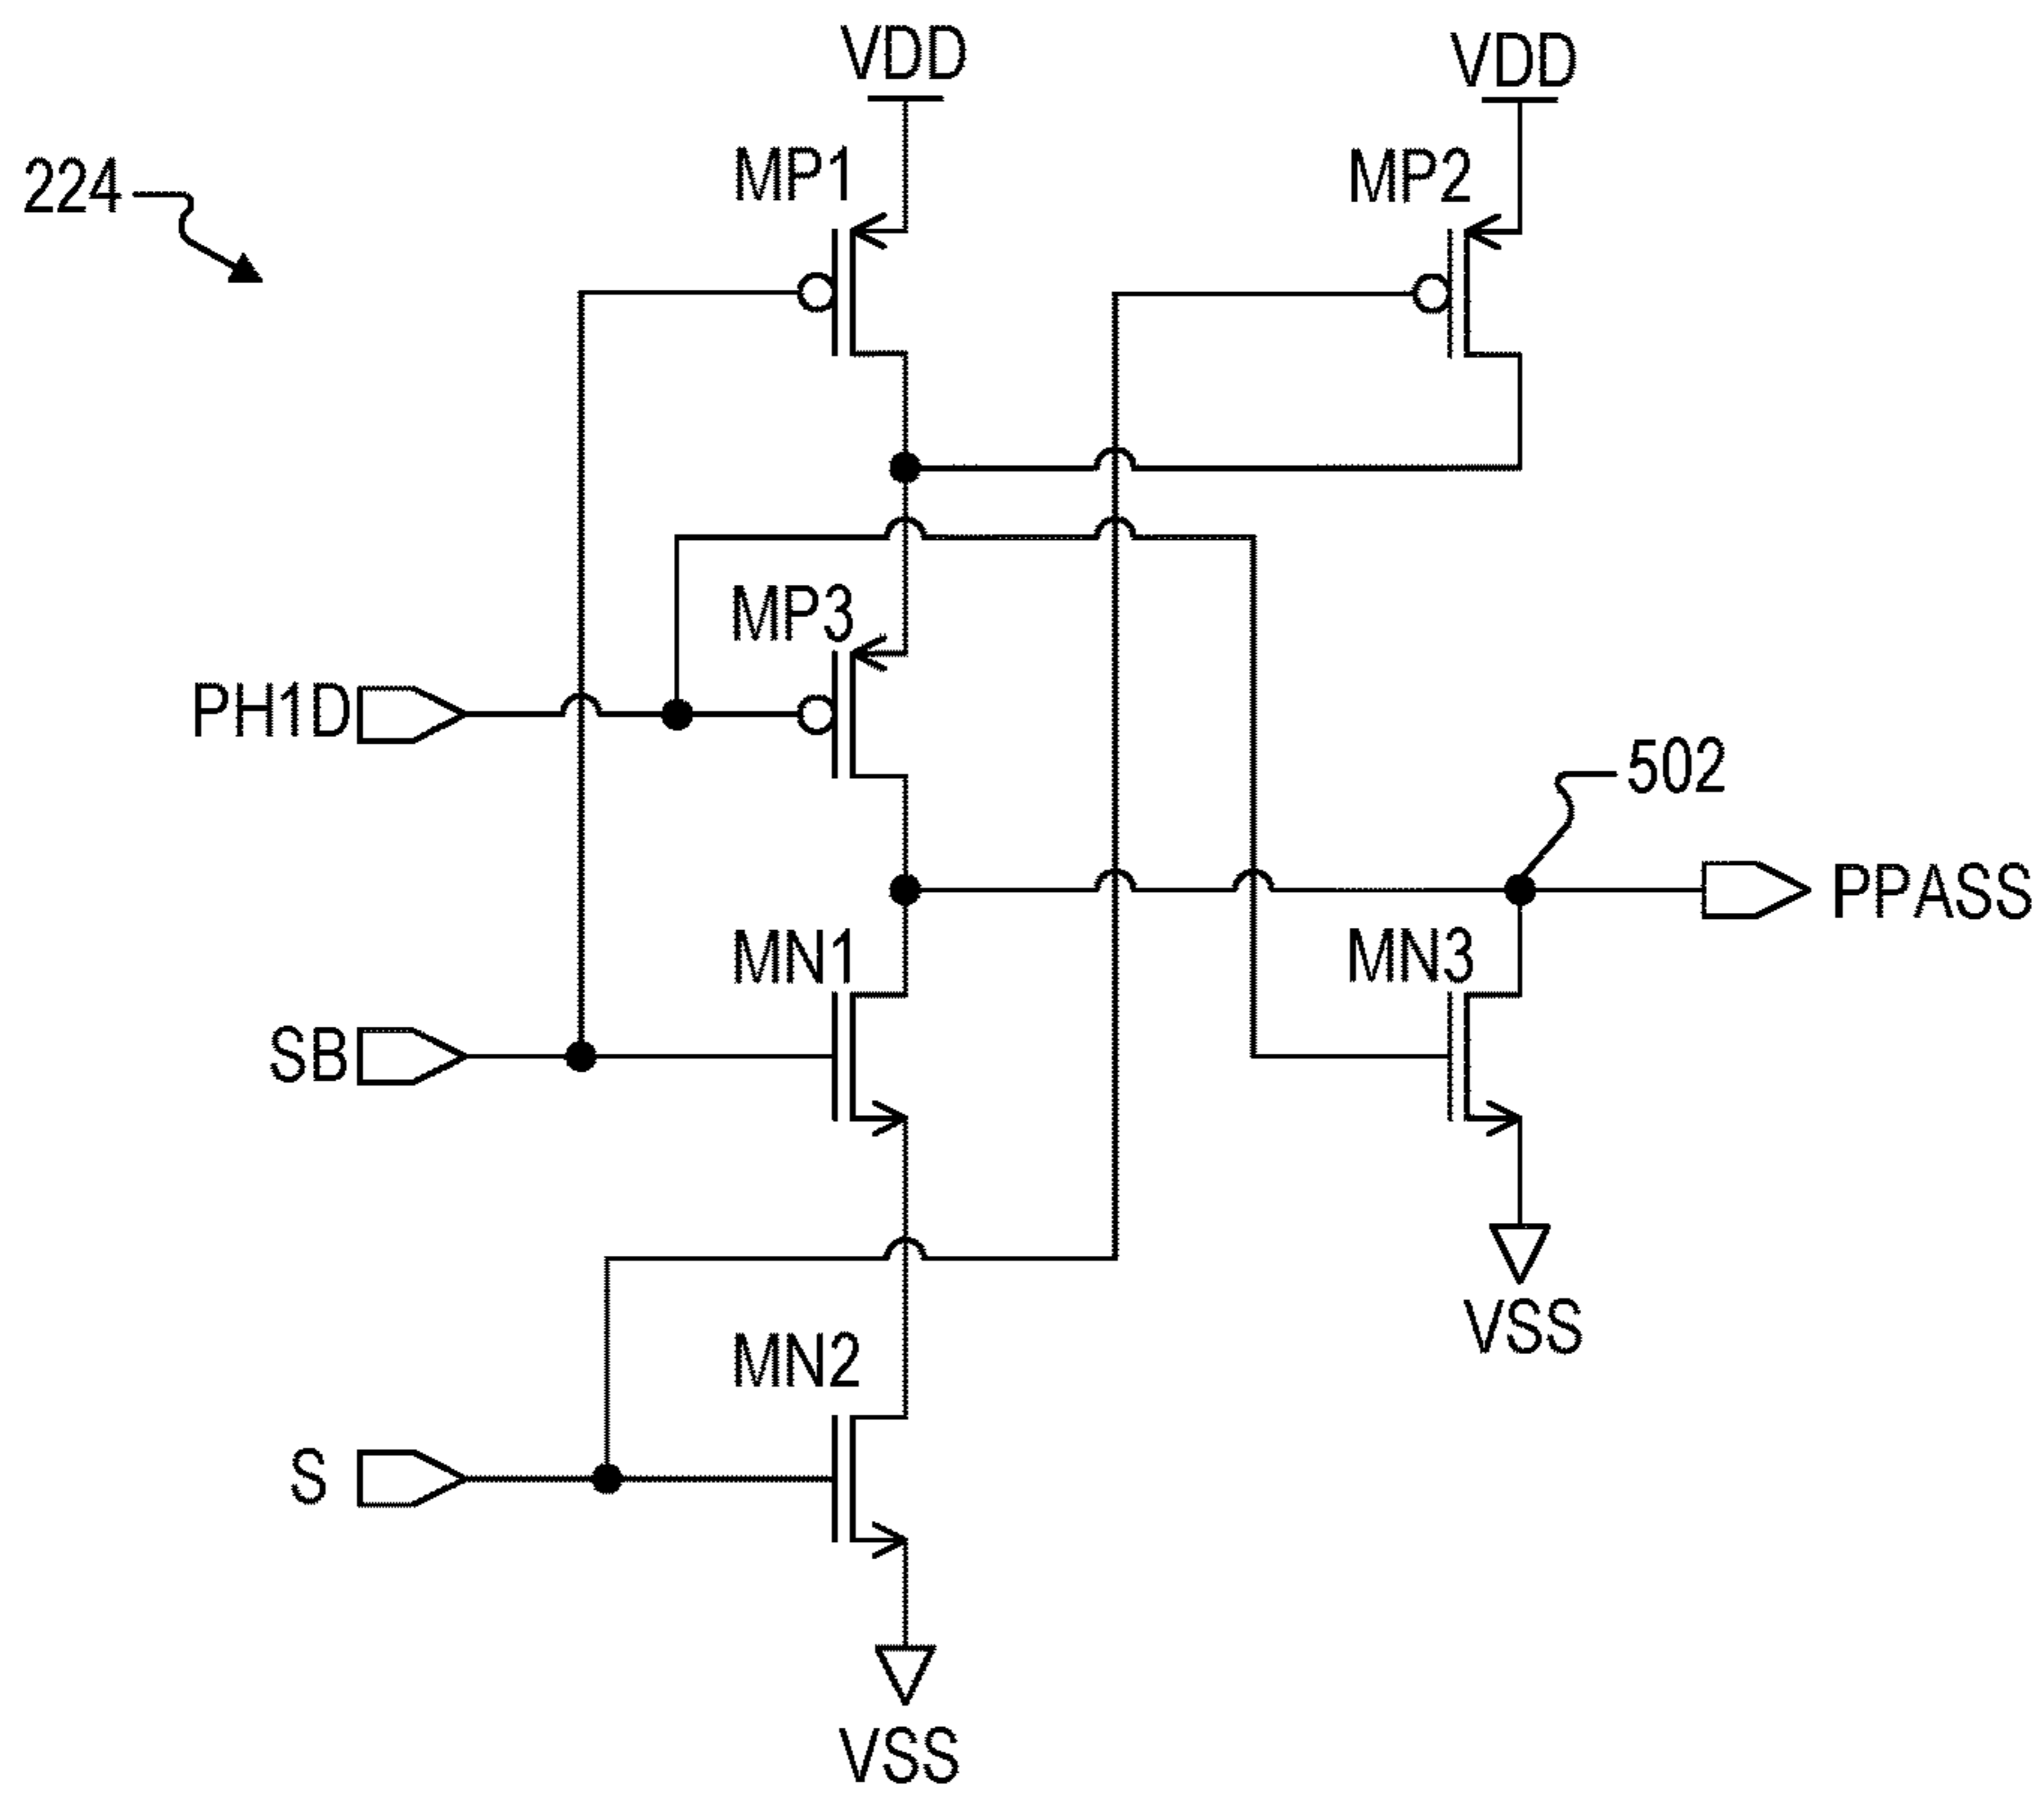 VDD
VDD
MP1
MP2
224
MP3
PH1D
502
PPASS
MN1
MN3
SB
VSS
MN2
S
VSS